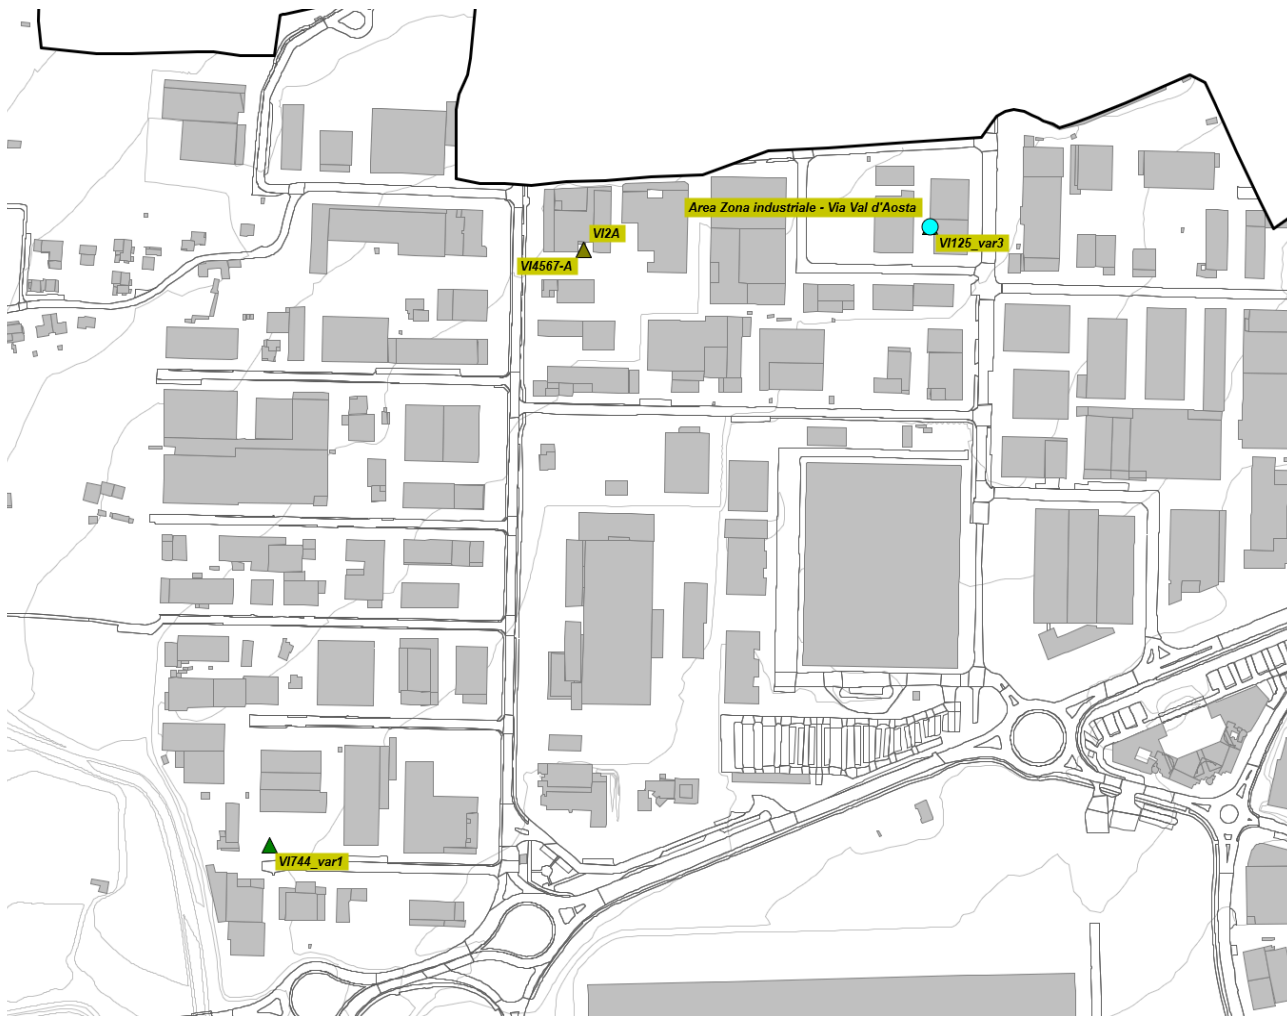 Area Zona industriale - Via Val d'Aosta
VI2A
VI125_var3
VI4567-A
VI744_var1